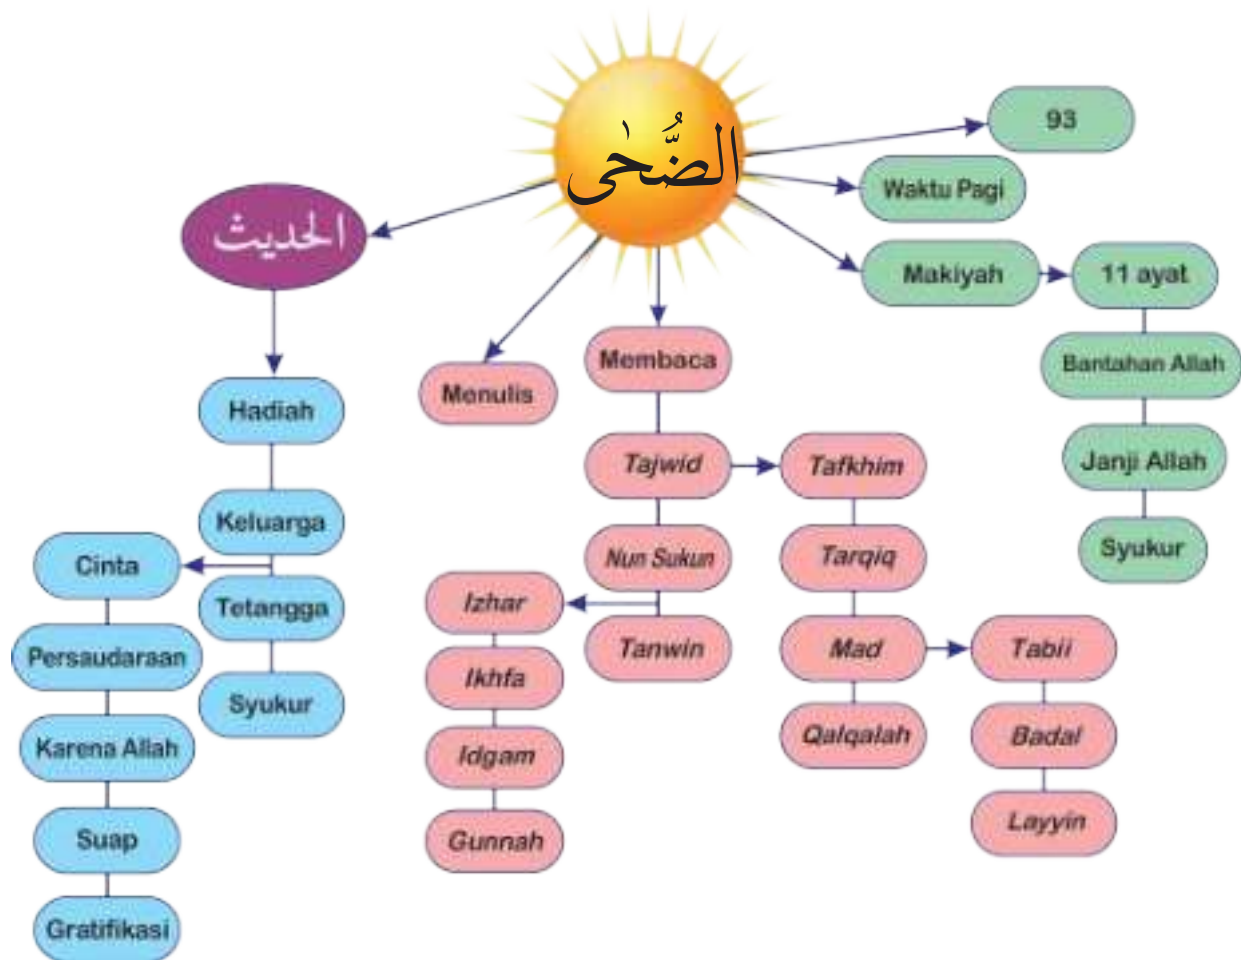 الضُّحٰى
93
Waktu Pagi
Makiyah
11 ayat
Bantahan Allah
Janji Allah
Syukur
الحديث
Hadiah
Keluarga
Tetangga
Syukur
Cinta
Persaudaraan
Karena Allah
Suap
Gratifikasi
Menulis
Membaca
Tajwid
Nun Sukun
Tanwin
Izhar
Ikhfa
Idgam
Gunnah
Tafkhim
Tarqiq
Mad
Qalqalah
Tabii
Badal
Layyin